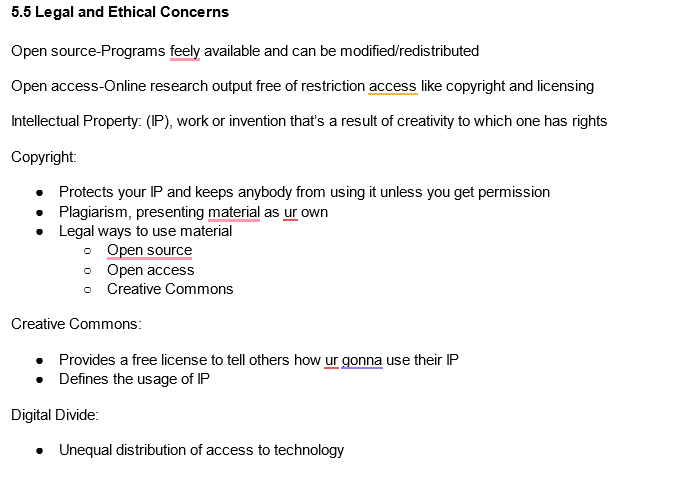 5.5 Legal and Ethical Concerns
Open source-Programs feely available and can be modified/redistributed
Open access-Online research output free of restriction access like copyright and licensing
Intellectual Property: (IP), work or invention that's a result of creativity to which one has rights
Copyright:
● Protects your IP and keeps anybody from using it unless you get permission
● Plagiarism, presenting material as ur own
● Legal ways to use material
○ Open source
○ Open access
○ Creative Commons
Creative Commons:
● Provides a free license to tell others how ur gonna use their IP
● Defines the usage of IP
Digital Divide:
● Unequal distribution of access to technology